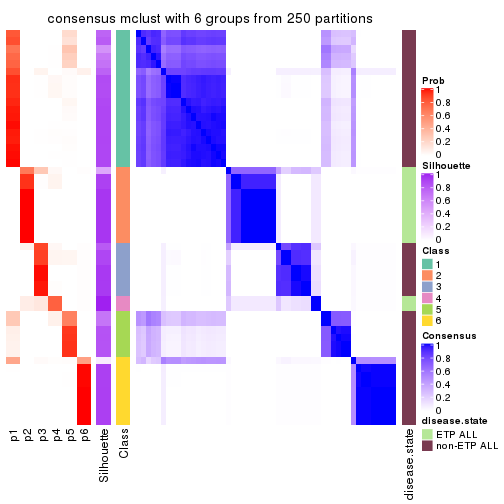 consensus mclust with 6 groups from 250 partitions
Prob
1
0.8
0.6
0.4
0.2
0
Silhouette
1
0.8
0.6
0.4
0.2
0
Class
1
2
3
4
5
6
Consensus
1
0.8
0.6
0.4
0.2
0
disease.state
ETP ALL
non-ETP ALL
p1
p2
p3
p4
p5
p6
Silhouette
Class
disease.state